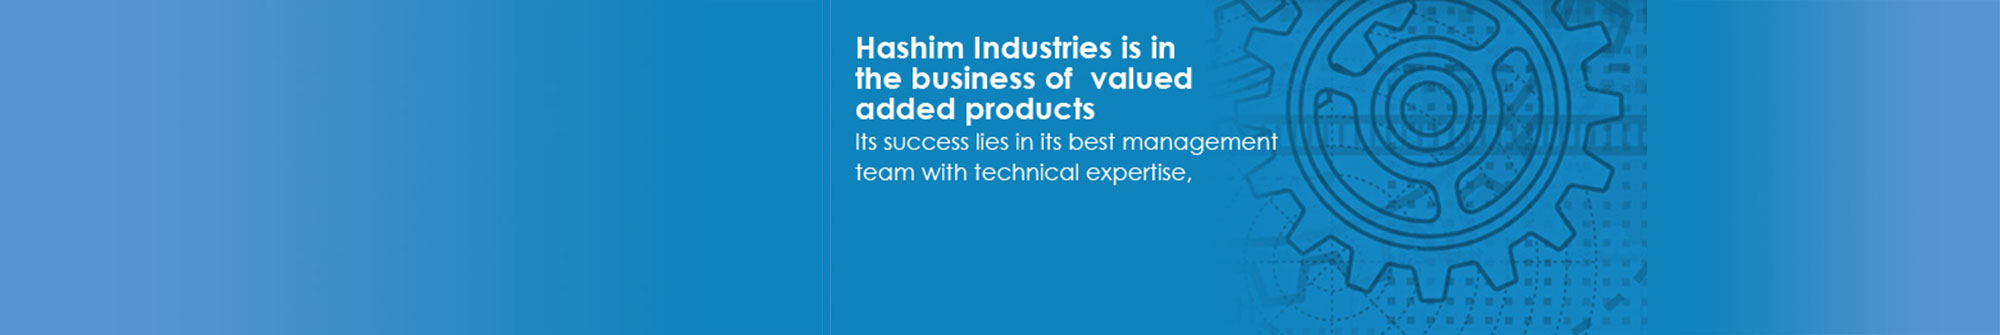 Hashim Industries is in
the business of  valued
added products
Its success lies in its best management
team with technical expertise,